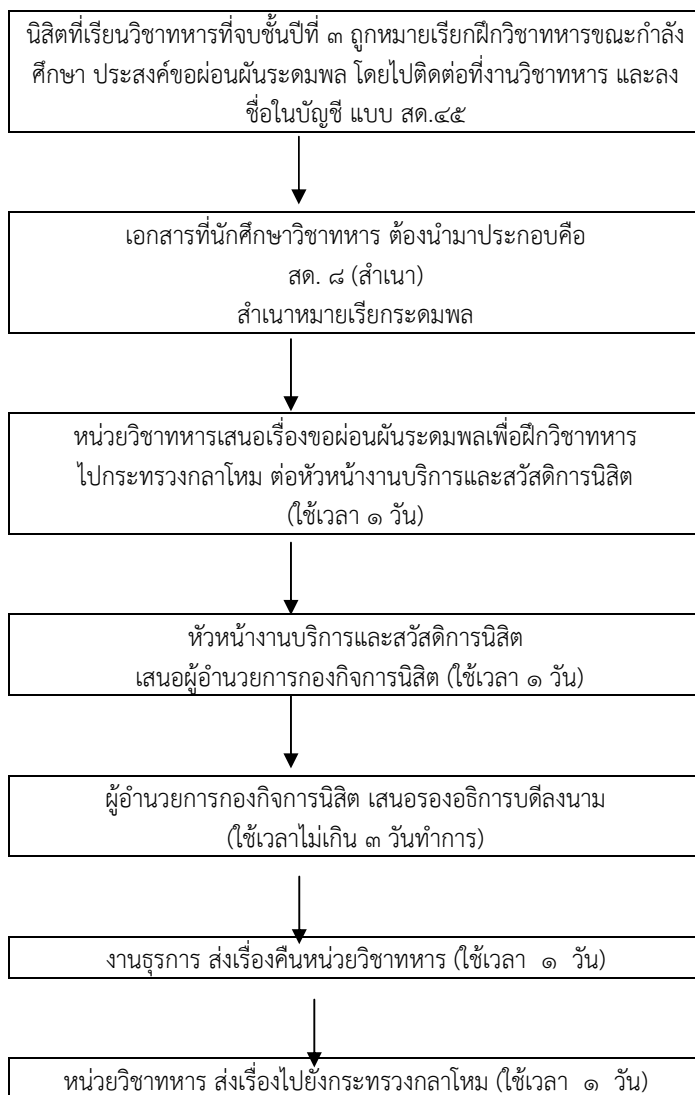 นิสิตที่เรียนวิชาทหารที่จบชั้นปีที่ ๓ ถูกหมายเรียกฝึกวิชาทหารขณะกำลัง
ศึกษา ประสงค์ขอผ่อนผันระดมพล โดยไปติดต่อที่งานวิชาทหาร และลง
ชื่อในบัญชี แบบ สด.๔๕
เอกสารที่นักศึกษาวิชาทหาร ต้องนำมาประกอบคือ
สด. ๘ (สำเนา)
สำเนาหมายเรียกระดมพล
หน่วยวิชาทหารเสนอเรื่องขอผ่อนผันระดมพลเพื่อฝึกวิชาทหาร
ไปกระทรวงกลาโหม ต่อหัวหน้างานบริการและสวัสดิการนิสิต
(ใช้เวลา ๑ วัน)
หัวหน้างานบริการและสวัสดิการนิสิต
เสนอผู้อำนวยการกองกิจการนิสิต (ใช้เวลา ๑ วัน)
ผู้อำนวยการกองกิจการนิสิต เสนอรองอธิการบดีลงนาม
(ใช้เวลาไม่เกิน ๓ วันทำการ)
งานธุรการ ส่งเรื่องคืนหน่วยวิชาทหาร (ใช้เวลา ๑ วัน)
หน่วยวิชาทหาร ส่งเรื่องไปยังกระทรวงกลาโหม (ใช้เวลา ๑ วัน)